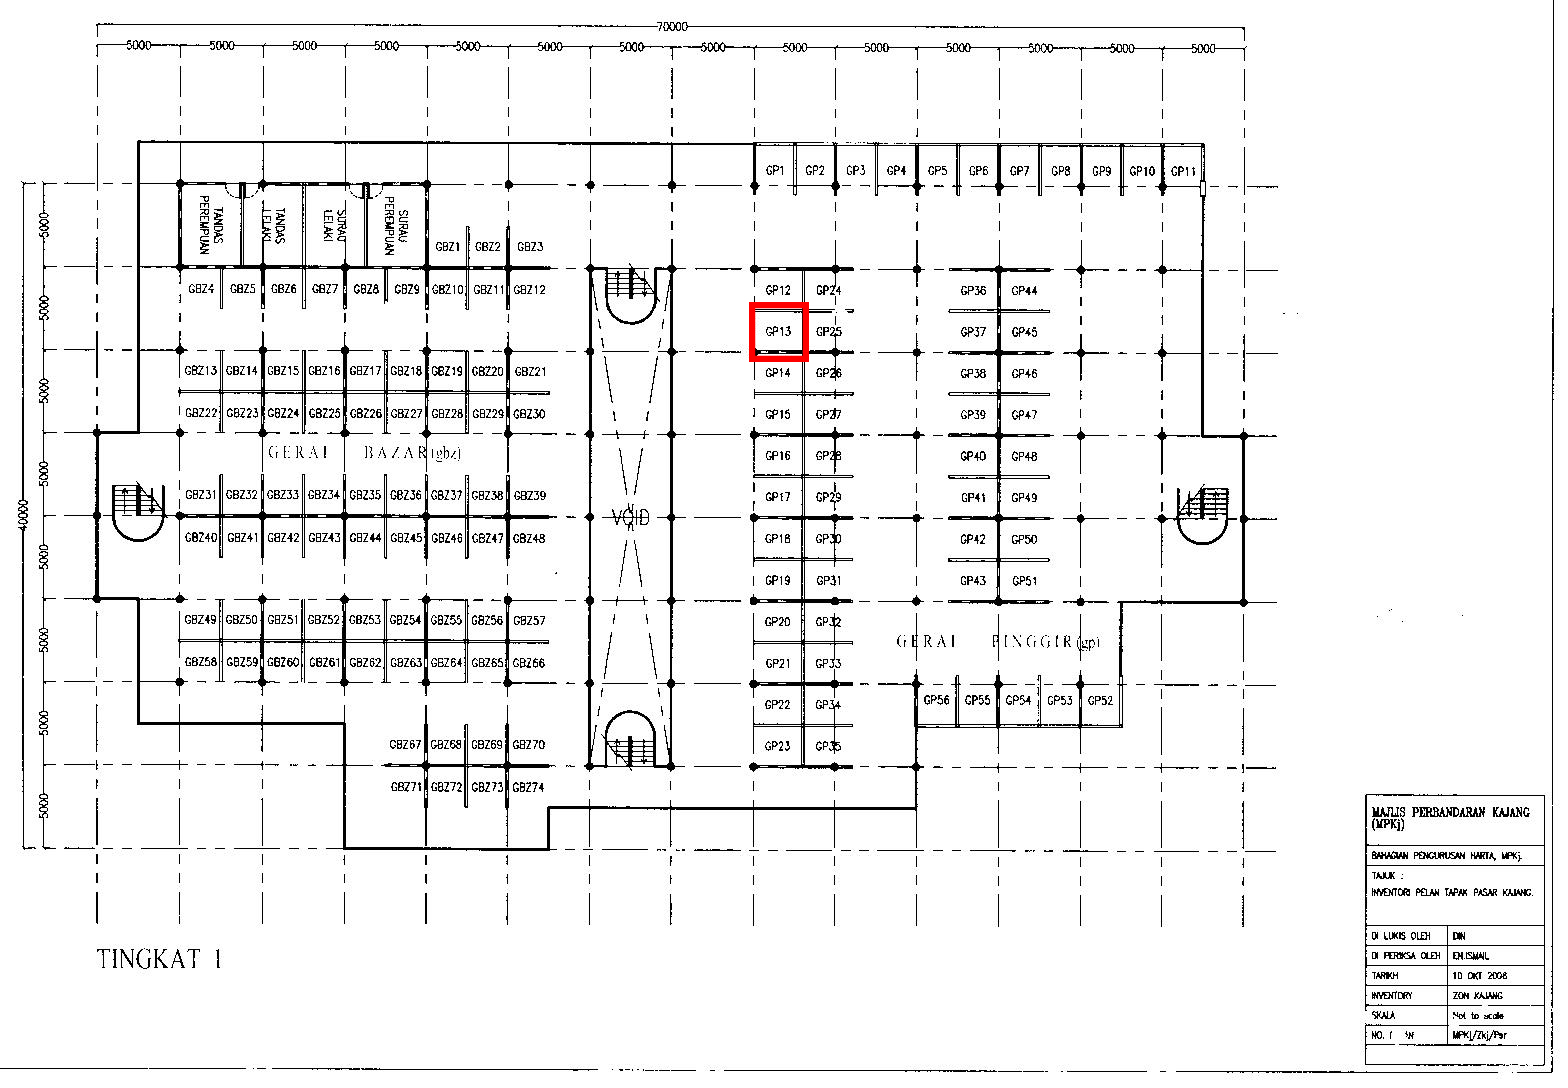 70000
5000 5000 5000 5000 5000 5000 5000 5000 5000 5000 5000 5000 5000 5000
GP1 GP2 GP3 GP4 GP5 GP6 GP7 GP8 GP9 GP10 GP11
TANDAS PEREMPUAN
TANDAS LELAKI
SURAU LELAKI
SURAU PEREMPUAN
40000
5000 5000 5000 5000 5000 5000 5000 5000
GBZ1 GBZ2 GBZ3
GBZ4 GBZ5 GBZ6 GBZ7 GBZ8 GBZ9 GBZ10 GBZ11 GBZ12
GBZ13 GBZ14 GBZ15 GBZ16 GBZ17 GBZ18 GBZ19 GBZ20 GBZ21
GBZ22 GBZ23 GBZ24 GBZ25 GBZ26 GBZ27 GBZ28 GBZ29 GBZ30
GERAI BAZAR(gbz)
GBZ31 GBZ32 GBZ33 GBZ34 GBZ35 GBZ36 GBZ37 GBZ38 GBZ39
GBZ40 GBZ41 GBZ42 GBZ43 GBZ44 GBZ45 GBZ46 GBZ47 GBZ48
GBZ49 GBZ50 GBZ51 GBZ52 GBZ53 GBZ54 GBZ55 GBZ56 GBZ57
GBZ58 GBZ59 GBZ60 GBZ61 GBZ62 GBZ63 GBZ64 GBZ65 GBZ66
GBZ67 GBZ68 GBZ69 GBZ70
GBZ71 GBZ72 GBZ73 GBZ74
VOID
GP12 GP24
GP13 GP25
GP14 GP26
GP15 GP27
GP16 GP28
GP17 GP29
GP18 GP30
GP19 GP31
GP20 GP32
GP21 GP33
GP22 GP34
GP23 GP35
GP36 GP44
GP37 GP45
GP38 GP46
GP39 GP47
GP40 GP48
GP41 GP49
GP42 GP50
GP43 GP51
GERAI PINGGIR(gp)
GP56 GP55 GP54 GP53 GP52
TINGKAT 1
MAJLIS PERBANDARAN KAJANG
(MPKj)
BAHAGIAN PENGURUSAN HARTA, MPKj.
TAJUK :
INVENTORI PELAN TAPAK PASAR KAJANG.
DI LUKIS OLEH DIN
DI PERIKSA OLEH EN.ISMAIL
TARIKH 10 OKT 2008
INVENTORY ZON KAJANG
SKALA Not to scale
NO. MPKj/Zkj/Psr